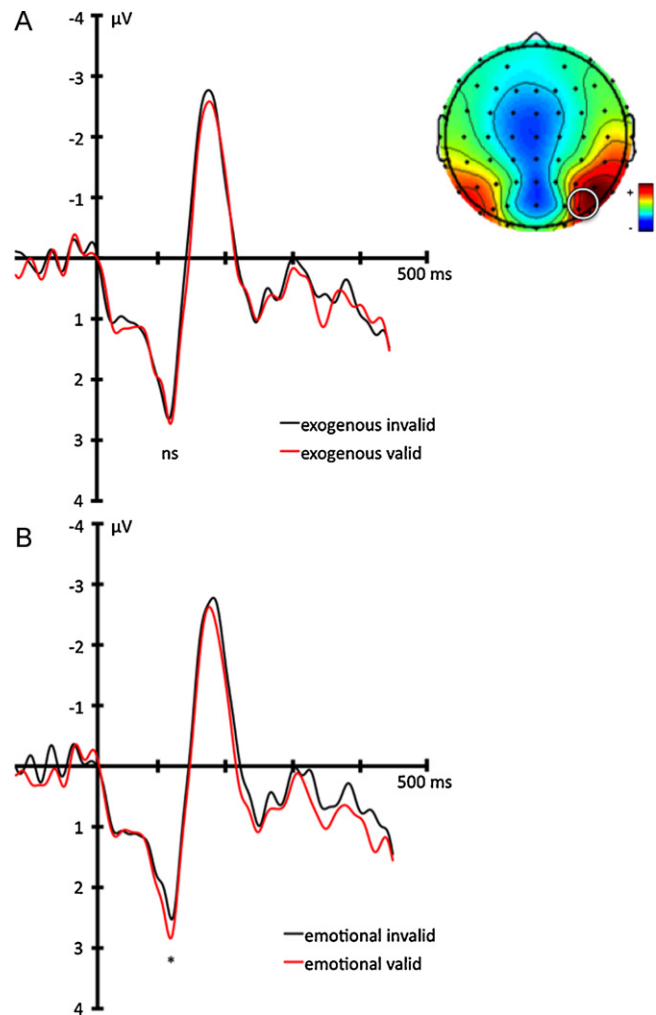 A
-4
µV
-3
-2
-1
500 ms
1
2
3
4
ns
exogenous invalid
exogenous valid
+
-
B
-4
µV
-3
-2
-1
500 ms
1
2
3
4
*
emotional invalid
emotional valid